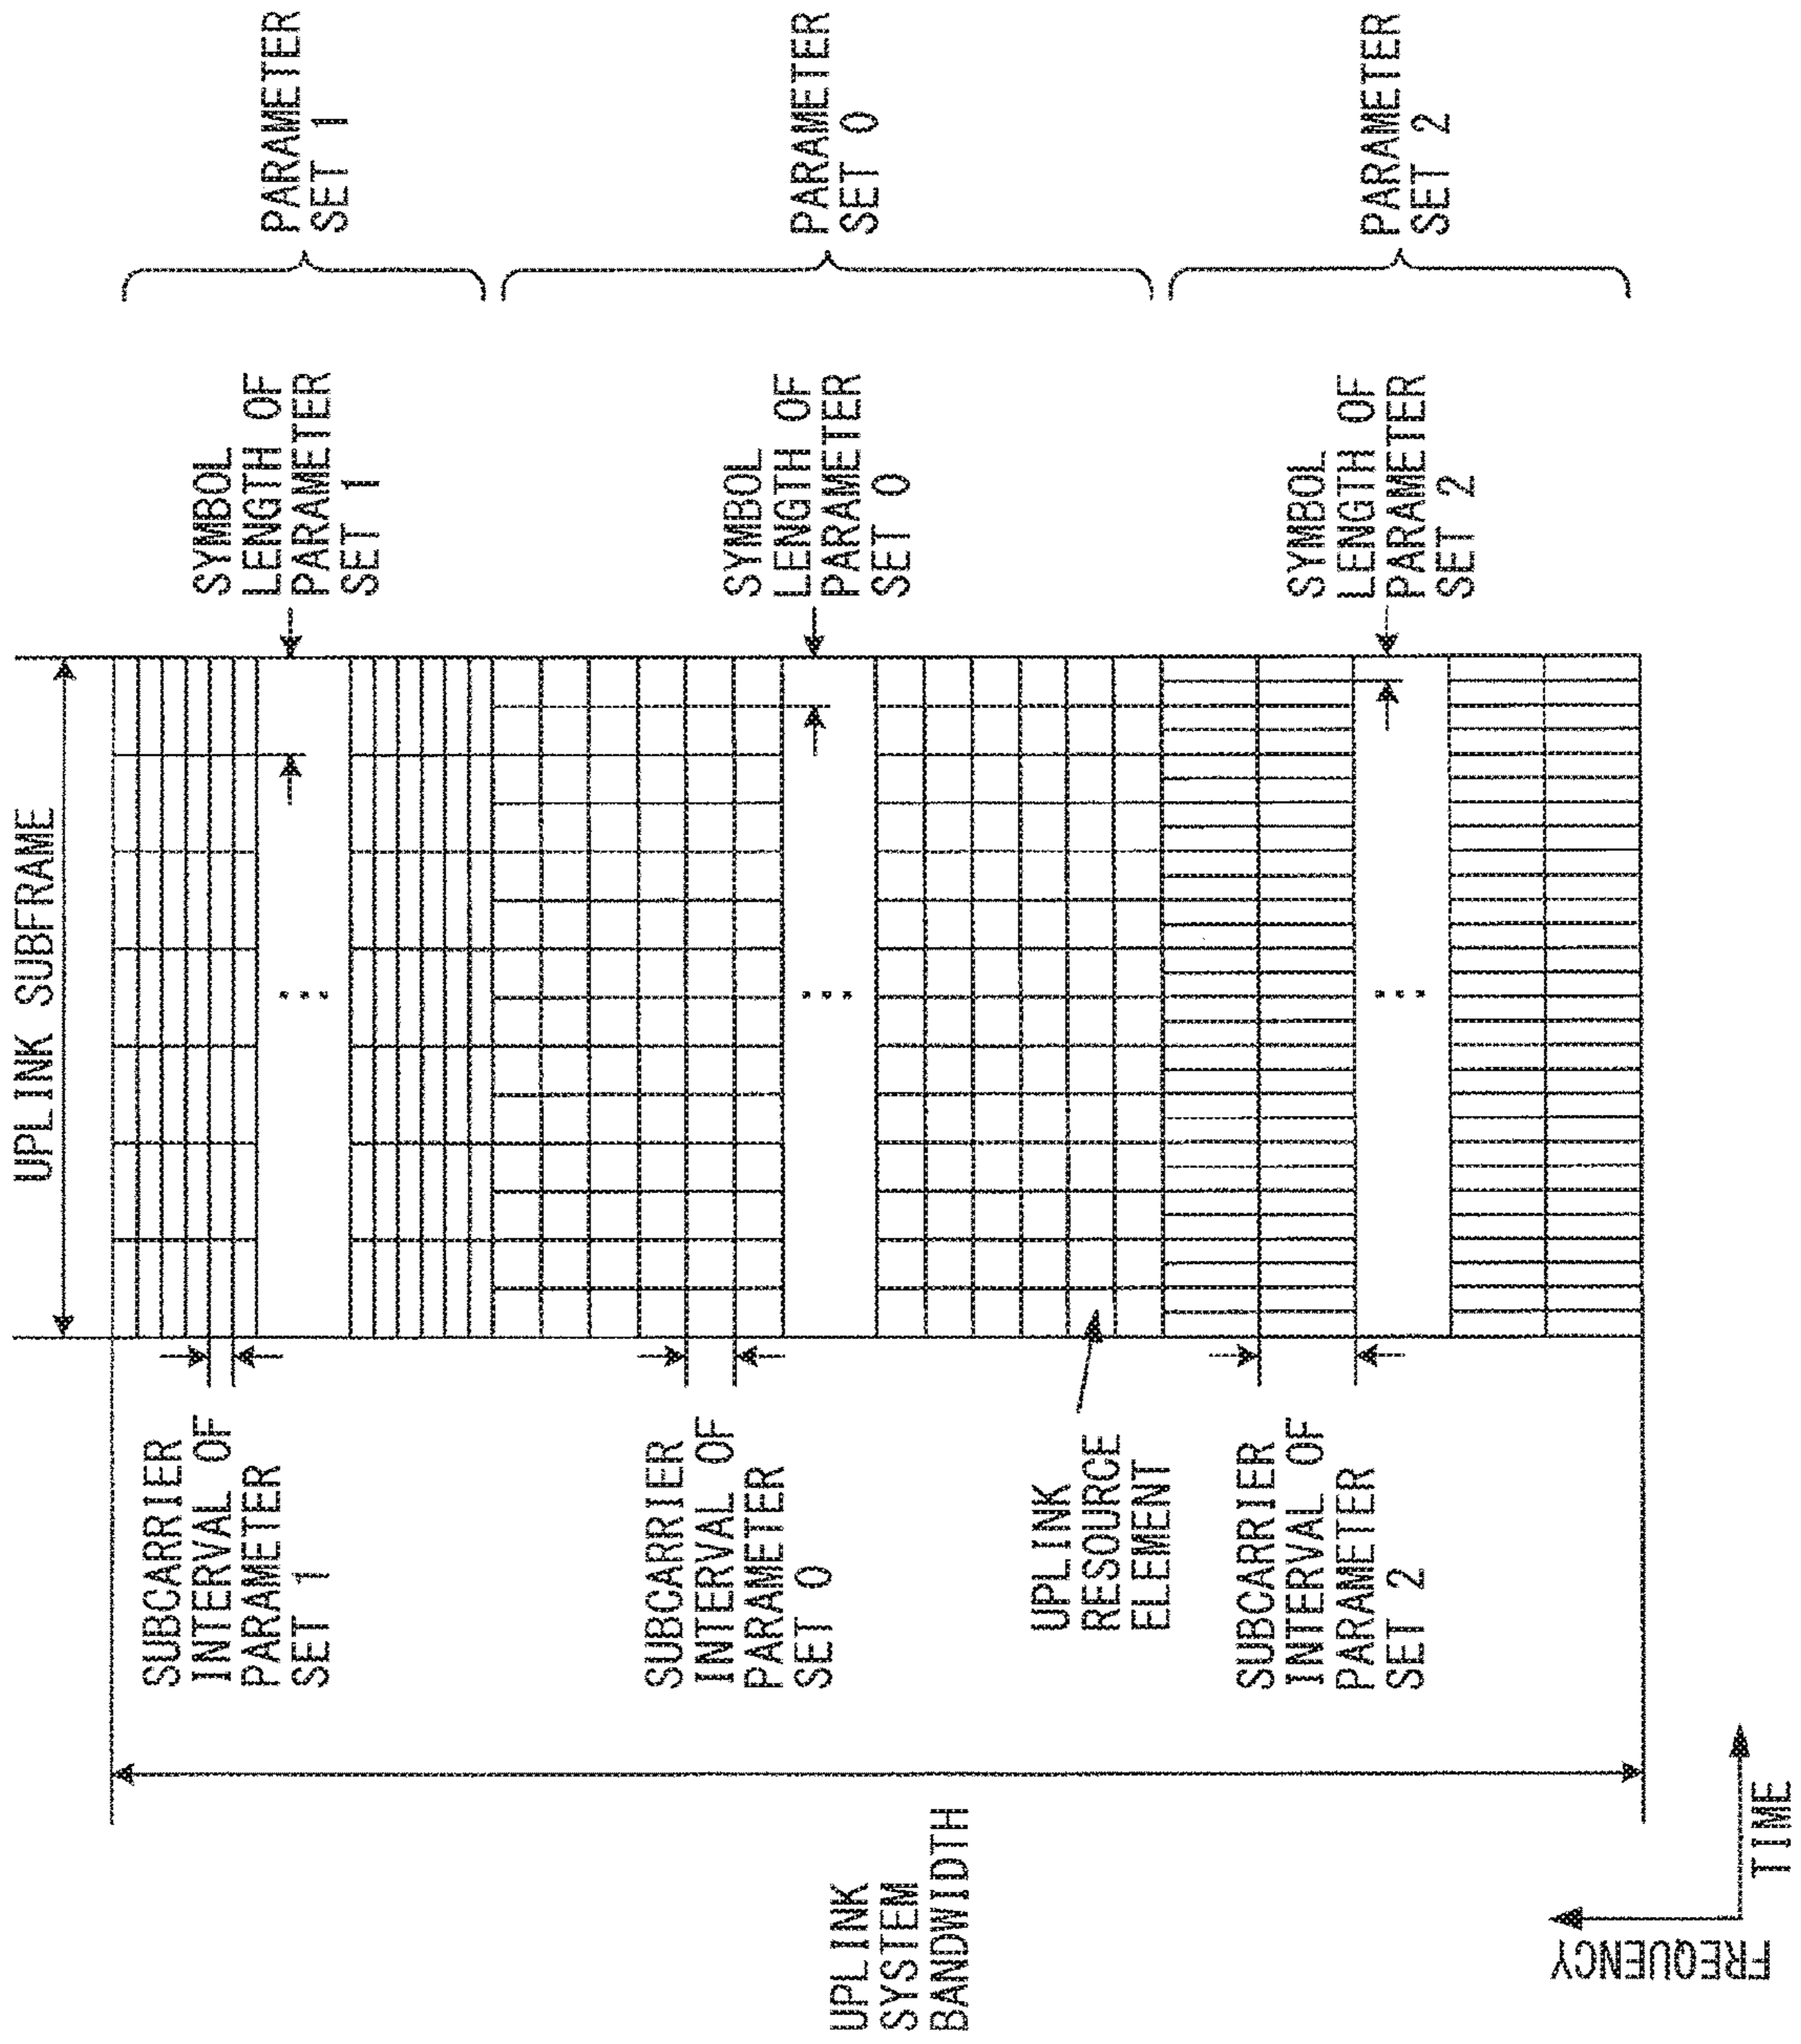 UPLINK SUBFRAME
SUBCARRIER
INTERVAL OF
PARAMETER
SET 1
SYMBOL
LENGTH OF
PARAMETER
SET 1
PARAMETER
SET 1
UPLINK
SYSTEM
BANDWIDTH
SUBCARRIER
INTERVAL OF
PARAMETER
SET 0
SYMBOL
LENGTH OF
PARAMETER
SET 0
PARAMETER
SET 0
UPLINK
RESOURCE
ELEMENT
SUBCARRIER
INTERVAL OF
PARAMETER
SET 2
SYMBOL
LENGTH OF
PARAMETER
SET 2
PARAMETER
SET 2
FREQUENCY
TIME